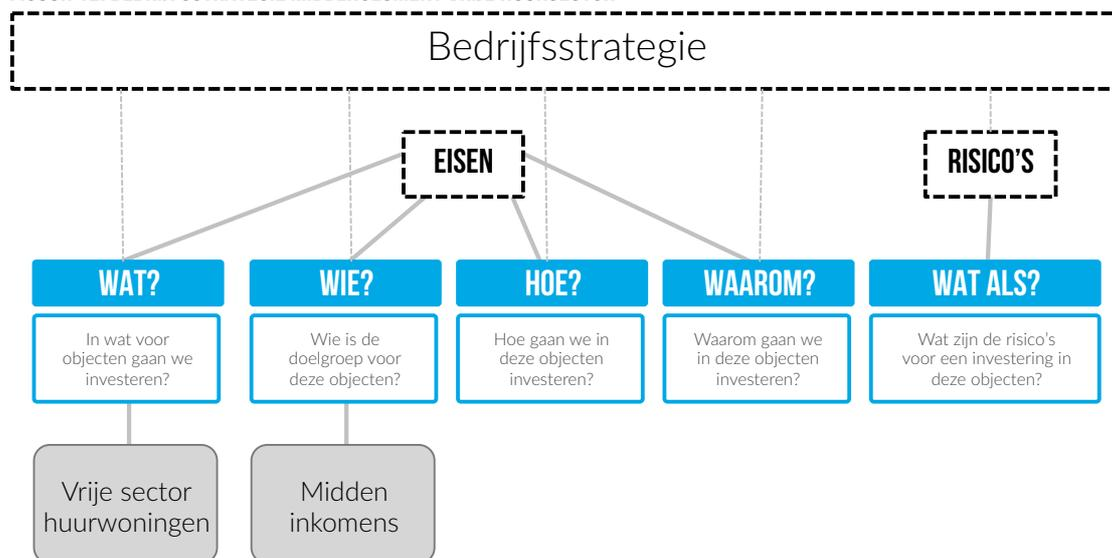 Bedrijfsstrategie
EISEN
RISICO'S
WAT?
WIE?
HOE?
WAAROM?
WAT ALS?
In wat voor
objecten gaan we
investeren?
Wie is de
doelgroep voor
deze objecten?
Hoe gaan we in
deze objecten
investeren?
Waarom gaan we
in deze objecten
investeren?
Wat zijn de risico's
voor een investering in
deze objecten?
Vrije sector
huurwoningen
Midden
inkomens